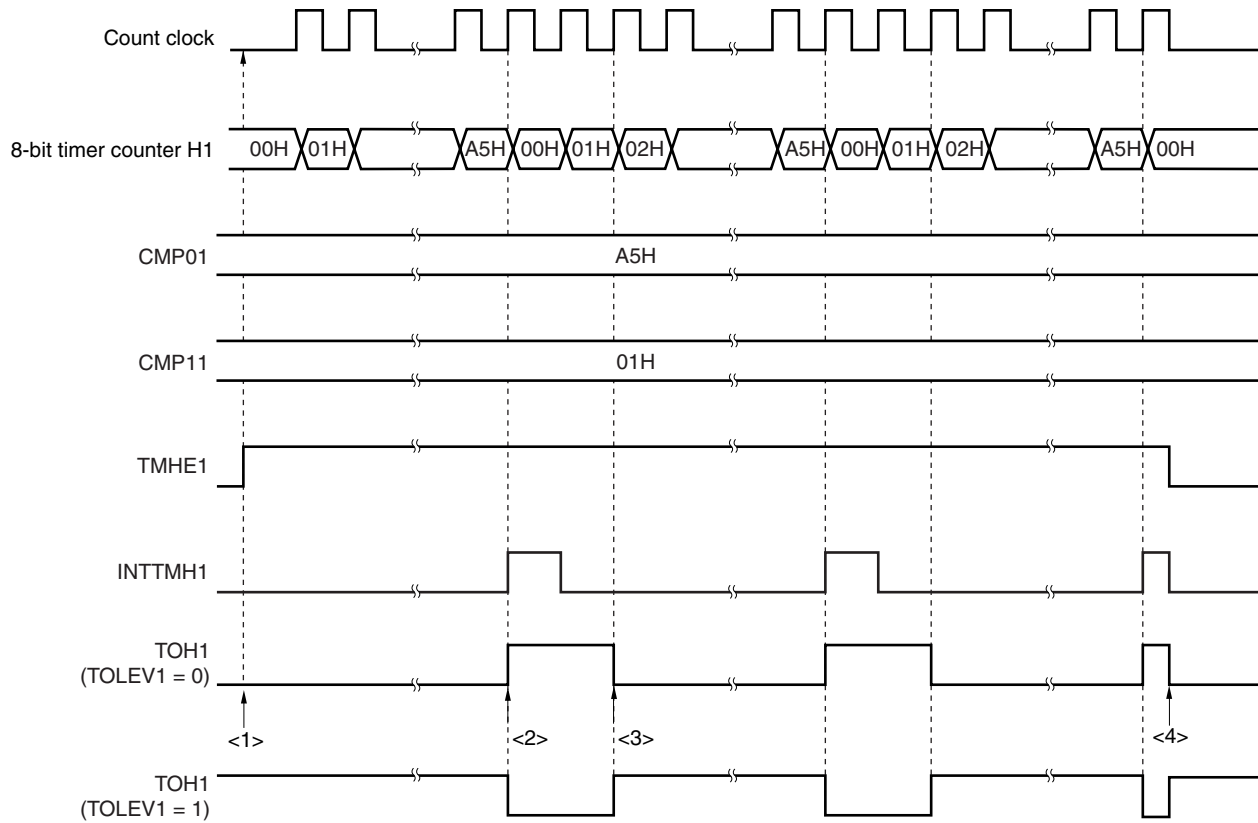 Count clock
8-bit timer counter H1
00H 01H A5H 00H 01H 02H A5H 00H 01H 02H A5H 00H
CMP01
A5H
CMP11
01H
TMHE1
INTTMH1
TOH1
(TOLEV1 = 0)
<1> <2> <3> <4>
TOH1
(TOLEV1 = 1)